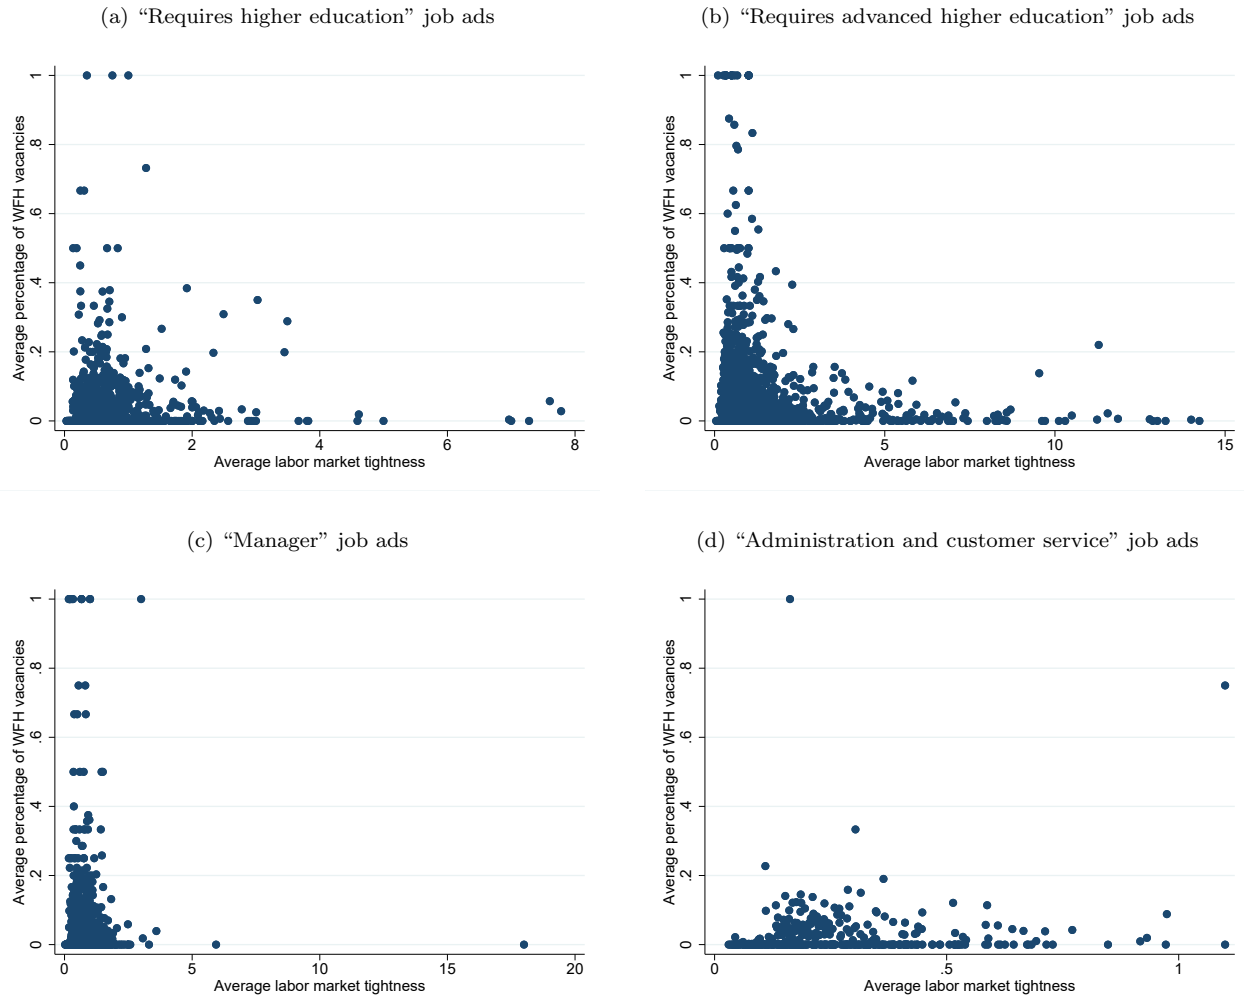 (a) “Requires higher education” job ads
1
.8
.6
.4
.2
0
Average percentage of WFH vacancies
0 2 4 6 8
Average labor market tightness
(b) “Requires advanced higher education” job ads
1
.8
.6
.4
.2
0
Average percentage of WFH vacancies
0 5 10 15
Average labor market tightness
(c) “Manager” job ads
1
.8
.6
.4
.2
0
Average percentage of WFH vacancies
0 5 10 15 20
Average labor market tightness
(d) “Administration and customer service” job ads
1
.8
.6
.4
.2
0
Average percentage of WFH vacancies
0 .5 1
Average labor market tightness